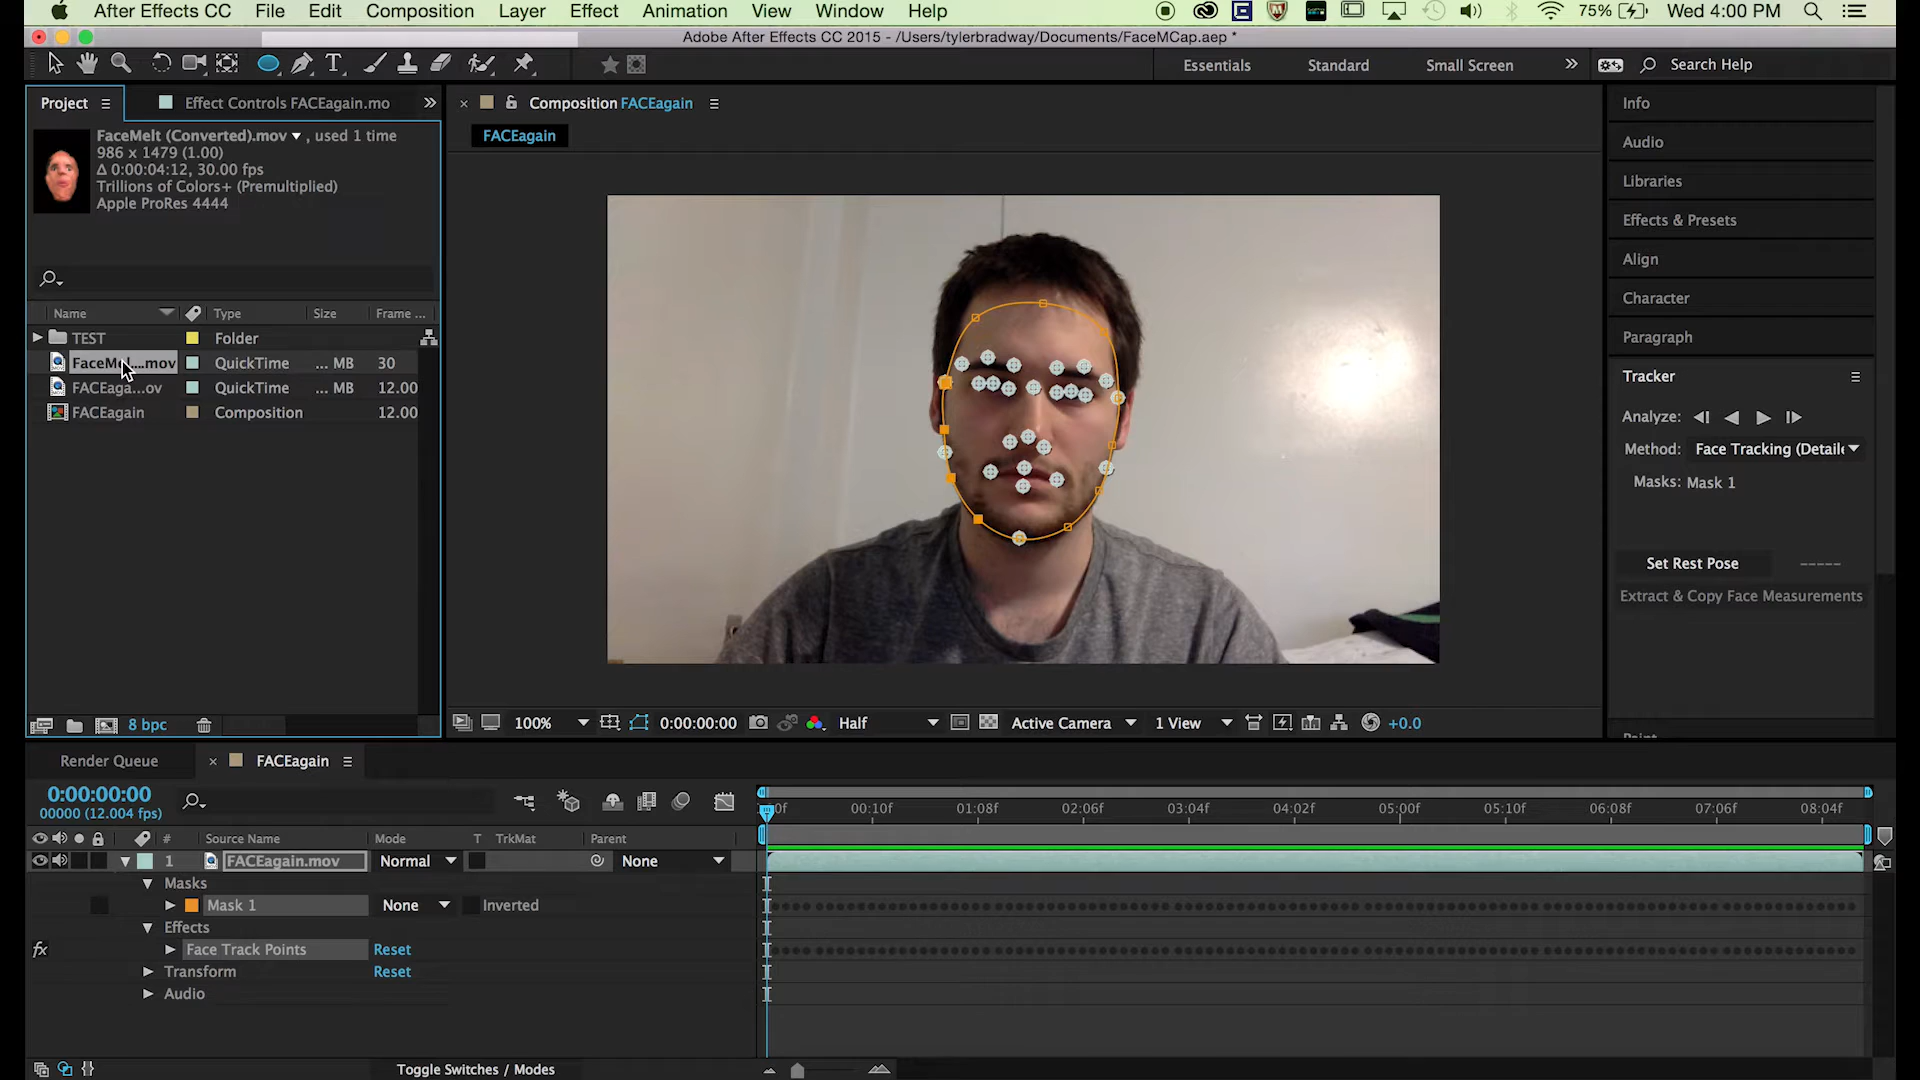 After Effects CC File Edit Composition Layer Effect Animation View Window Help 75% Wed 4:00 PM
Adobe After Effects CC 2015 - /Users/tylerbradway/Documents/FaceMCap.aep *
T Essentials Standard Small Screen Search Help
Project Effect Controls FACEagain.mo
Composition FACEagain
FACEagain
FaceMelt (Converted).mov , used 1 time
986 x 1479 (1.00)
Δ 0:00:04:12, 30.00 fps
Trillions of Colors+ (Premultiplied)
Apple ProRes 4444
Name Type Size Frame ...
TEST Folder
FaceMel...mov QuickTime ... MB 30
FACEaga...ov QuickTime ... MB 12.00
FACEagain Composition 12.00
8 bpc
100% 0:00:00:00 Half Active Camera 1 View +0.0
Info
Audio
Libraries
Effects & Presets
Align
Character
Paragraph
Tracker
Analyze:
Method: Face Tracking (Detaile
Masks: Mask 1
Set Rest Pose -----
Extract & Copy Face Measurements
Render Queue FACEagain
0:00:00:00
00000 (12.004 fps)
00f 00:10f 01:08f 02:06f 03:04f 04:02f 05:00f 05:10f 06:08f 07:06f 08:04f
# Source Name Mode T TrkMat Parent
1 FACEagain.mov Normal None
Masks
Mask 1 None Inverted
Effects
fx Face Track Points Reset
Transform Reset
Audio
Toggle Switches / Modes